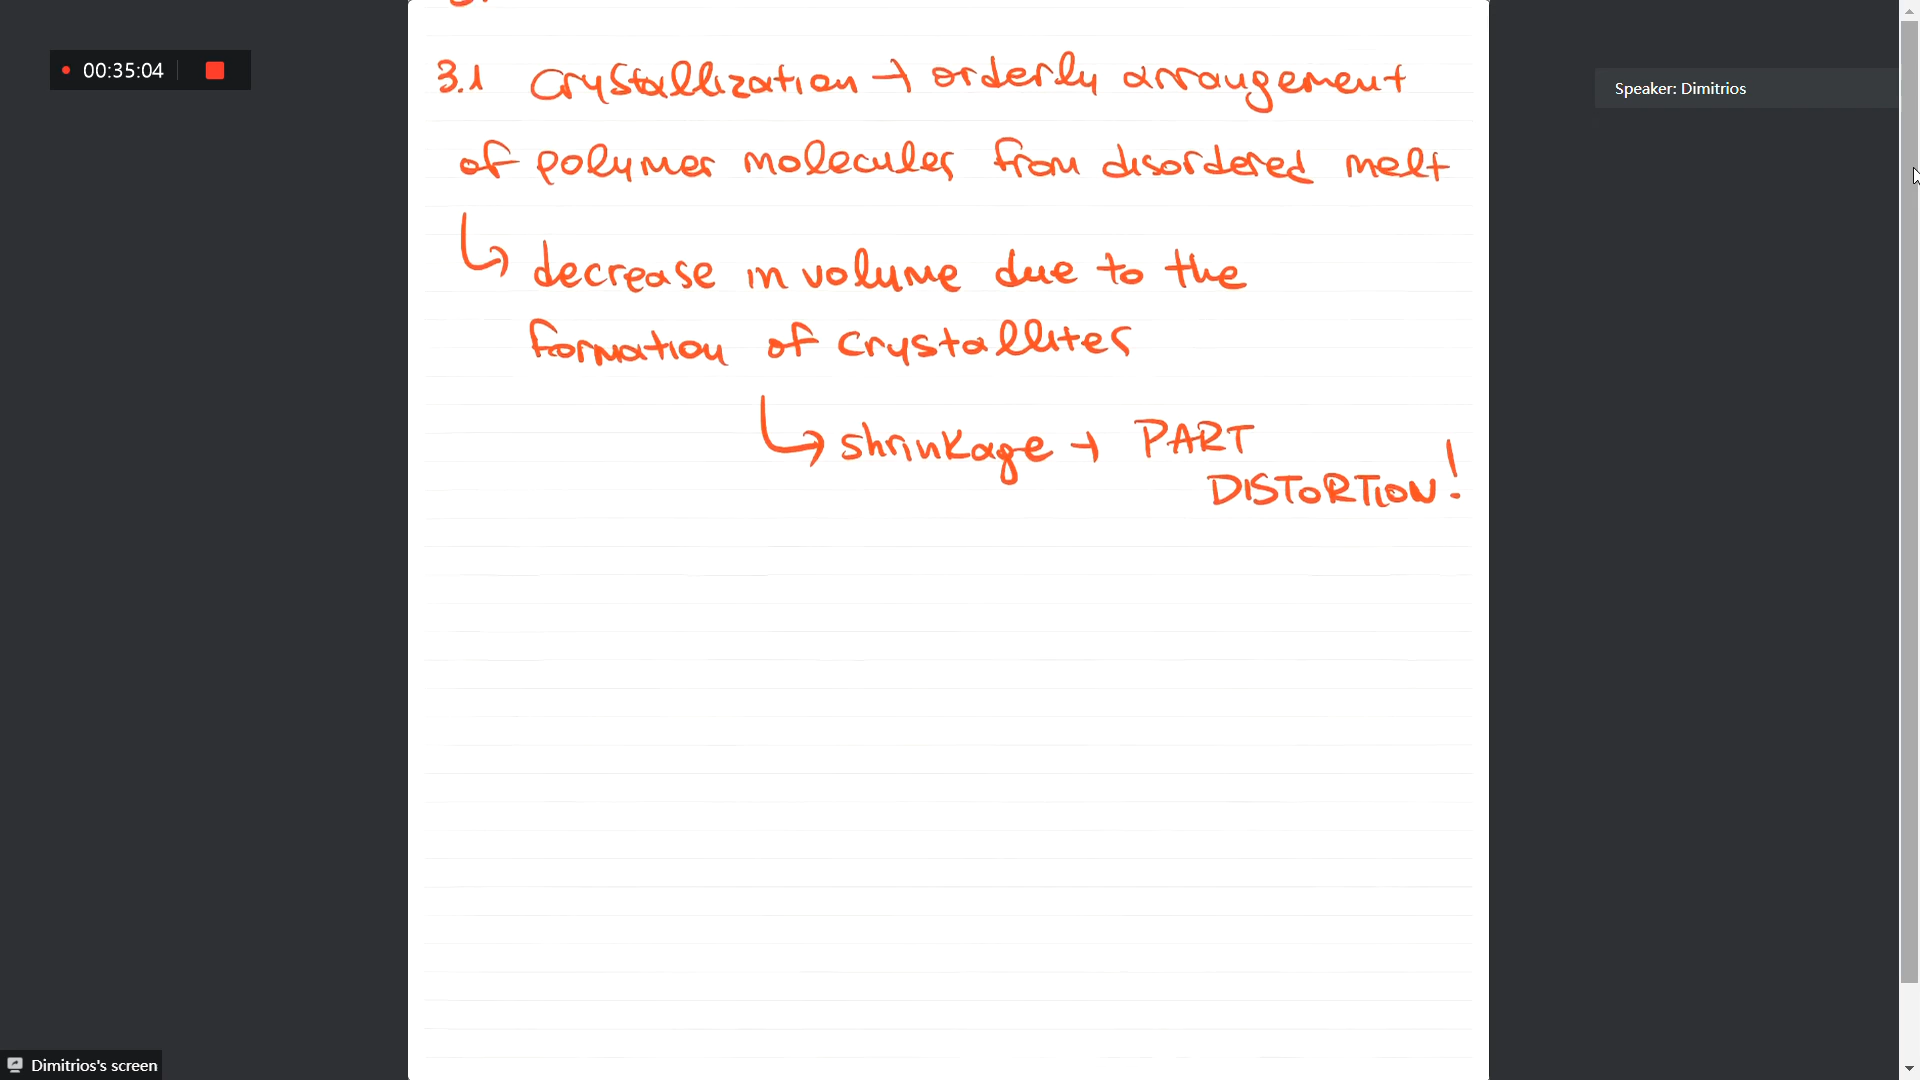 00:35:04
Speaker: Dimitrios
3.1 Crystallization → orderly arrangement
of polymer molecules from disordered melt
↳ decrease in volume due to the
formation of crystallites
↳ shrinkage → PART
DISTORTION!
Dimitrios's screen